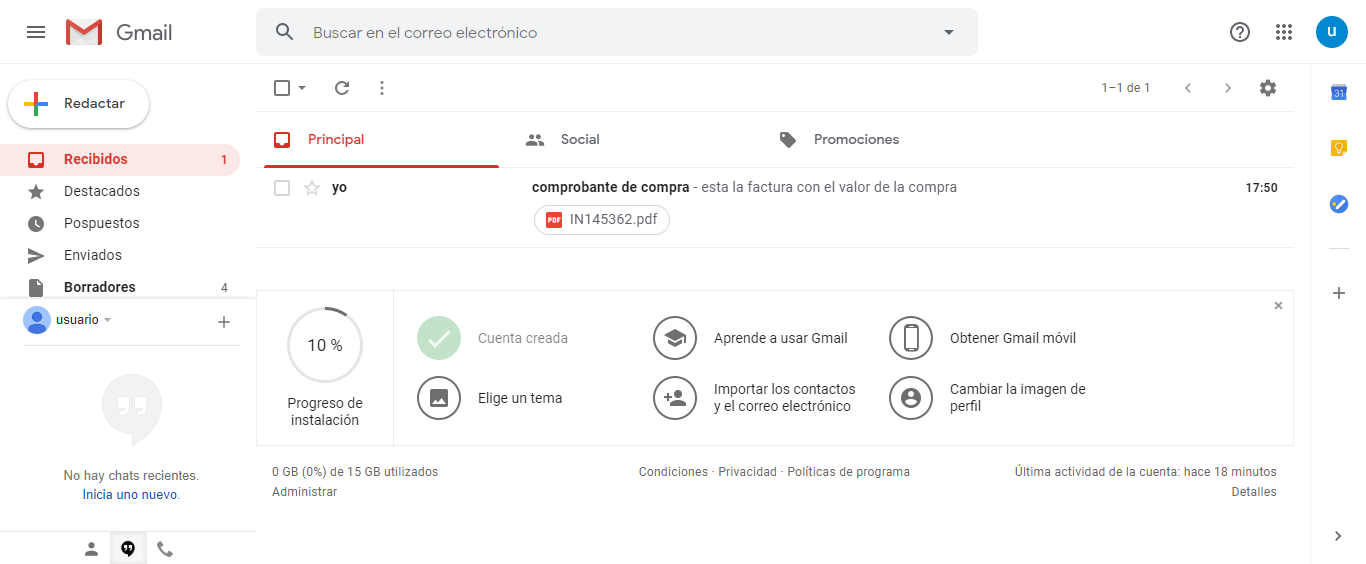 Gmail
Buscar en el correo electrónico
u
Redactar
1–1 de 1
31
Principal
Social
Promociones
Recibidos 1
Destacados
Pospuestos
Enviados
Borradores 4
yo comprobante de compra - esta la factura con el valor de la compra 17:50
PDF IN145362.pdf
usuario
No hay chats recientes.
Inicia uno nuevo.
10 %
Progreso de
instalación
Cuenta creada
Aprende a usar Gmail
Obtener Gmail móvil
Elige un tema
Importar los contactos
y el correo electrónico
Cambiar la imagen de
perfil
0 GB (0%) de 15 GB utilizados
Administrar
Condiciones · Privacidad · Políticas de programa
Última actividad de la cuenta: hace 18 minutos
Detalles